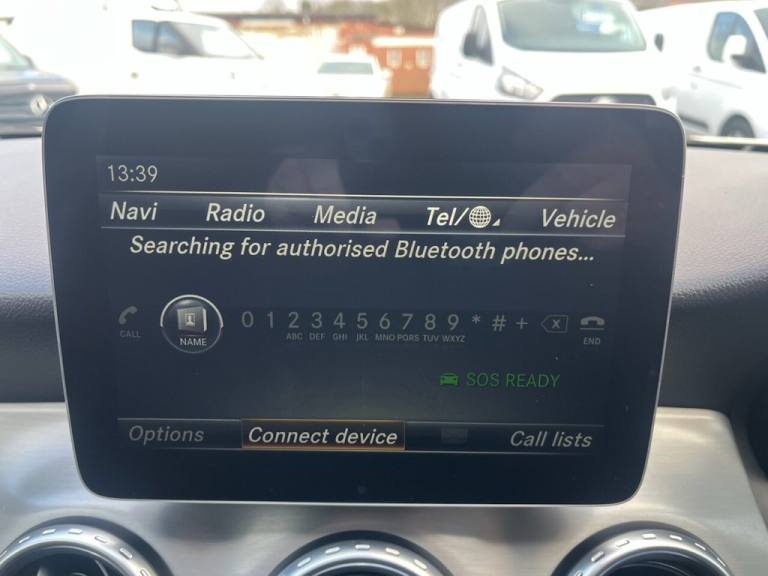 13:39
Navi Radio Media Tel/ Vehicle
Searching for authorised Bluetooth phones...
0 1 2 3 4 5 6 7 8 9 * # +
ABC DEF GHI JKL MNO PQRS TUV WXYZ
CALL NAME END
SOS READY
Options Connect device Call lists